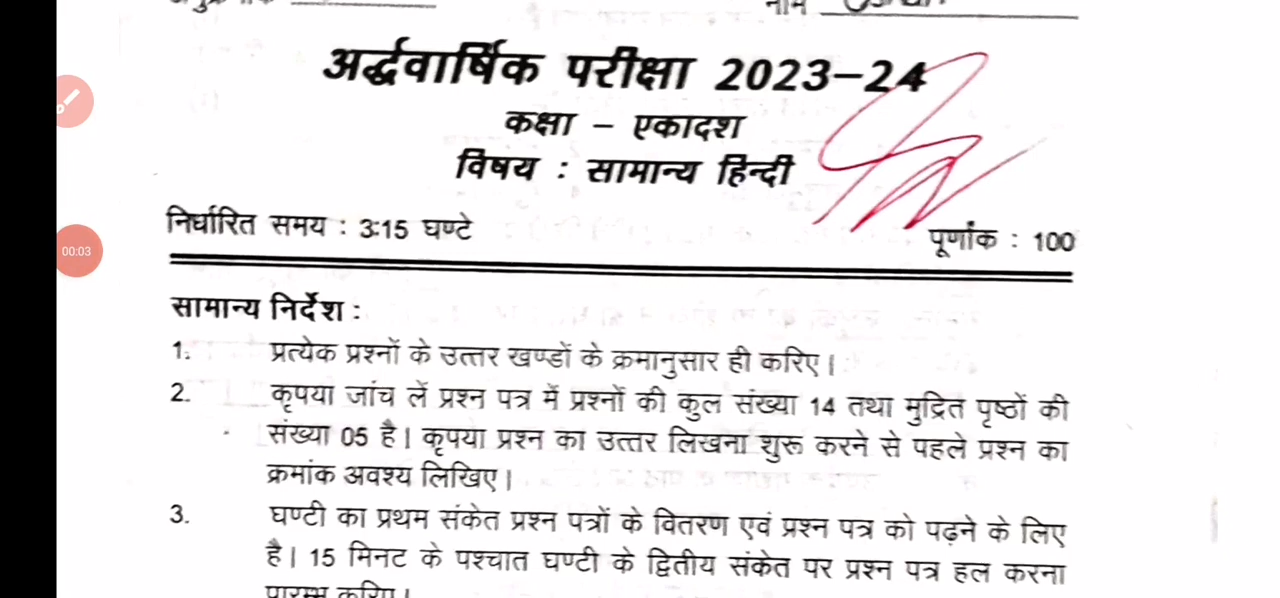 नाम
अर्द्धवार्षिक परीक्षा 2023-24
कक्षा - एकादश
विषय : सामान्य हिन्दी
निर्धारित समय : 3:15 घण्टे
पूर्णांक : 100
00:03
सामान्य निर्देश :
1. प्रत्येक प्रश्नों के उत्तर खण्डों के क्रमानुसार ही करिए।
2. कृपया जांच लें प्रश्न पत्र में प्रश्नों की कुल संख्या 14 तथा मुद्रित पृष्ठों की
संख्या 05 है। कृपया प्रश्न का उत्तर लिखना शुरू करने से पहले प्रश्न का
क्रमांक अवश्य लिखिए।
3. घण्टी का प्रथम संकेत प्रश्न पत्रों के वितरण एवं प्रश्न पत्र को पढ़ने के लिए
है। 15 मिनट के पश्चात घण्टी के द्वितीय संकेत पर प्रश्न पत्र हल करना
प्रारम्भ करिए।